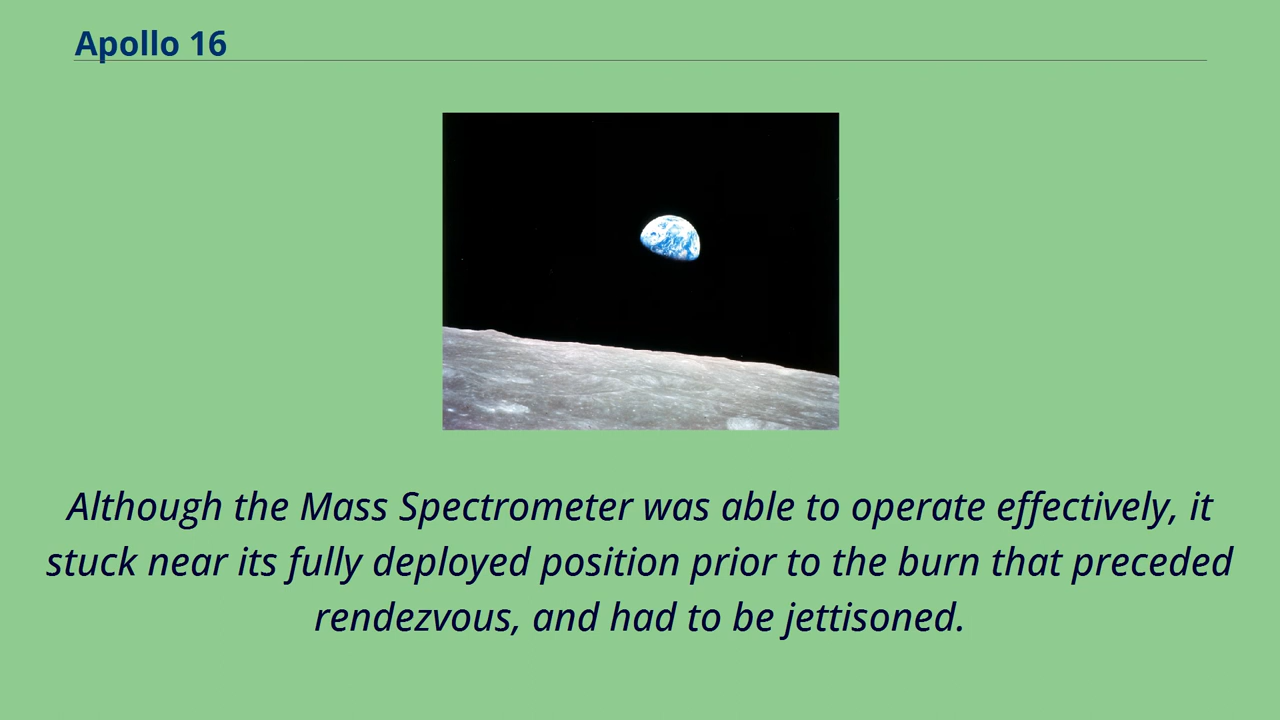 Apollo 16
Although the Mass Spectrometer was able to operate effectively, it
stuck near its fully deployed position prior to the burn that preceded
rendezvous, and had to be jettisoned.